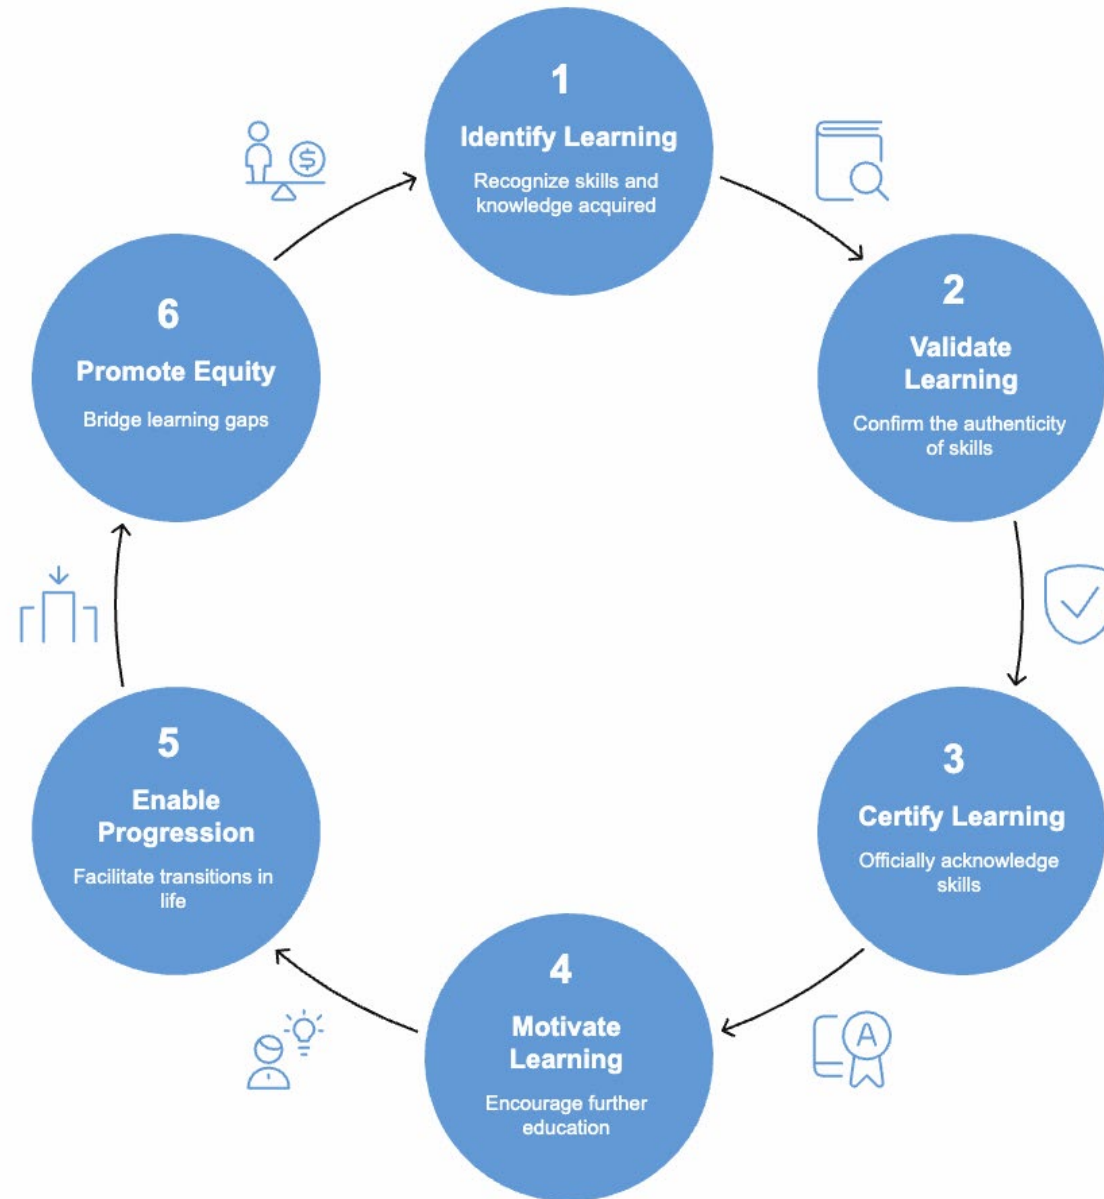 1
Identify Learning
Recognize skills and
knowledge acquired
$
2
Validate
Learning
Confirm the authenticity
of skills
3
Certify Learning
Officially acknowledge
skills
A
4
Motivate
Learning
Encourage further
education
5
Enable
Progression
Facilitate transitions in
life
6
Promote Equity
Bridge learning gaps